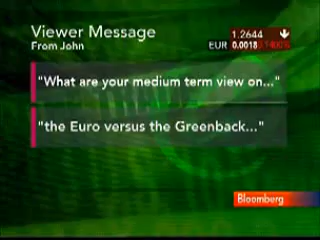 Viewer Message
From John
1.2644
EUR 0.0018
"What are your medium term view on..."
"the Euro versus the Greenback..."
Bloomberg